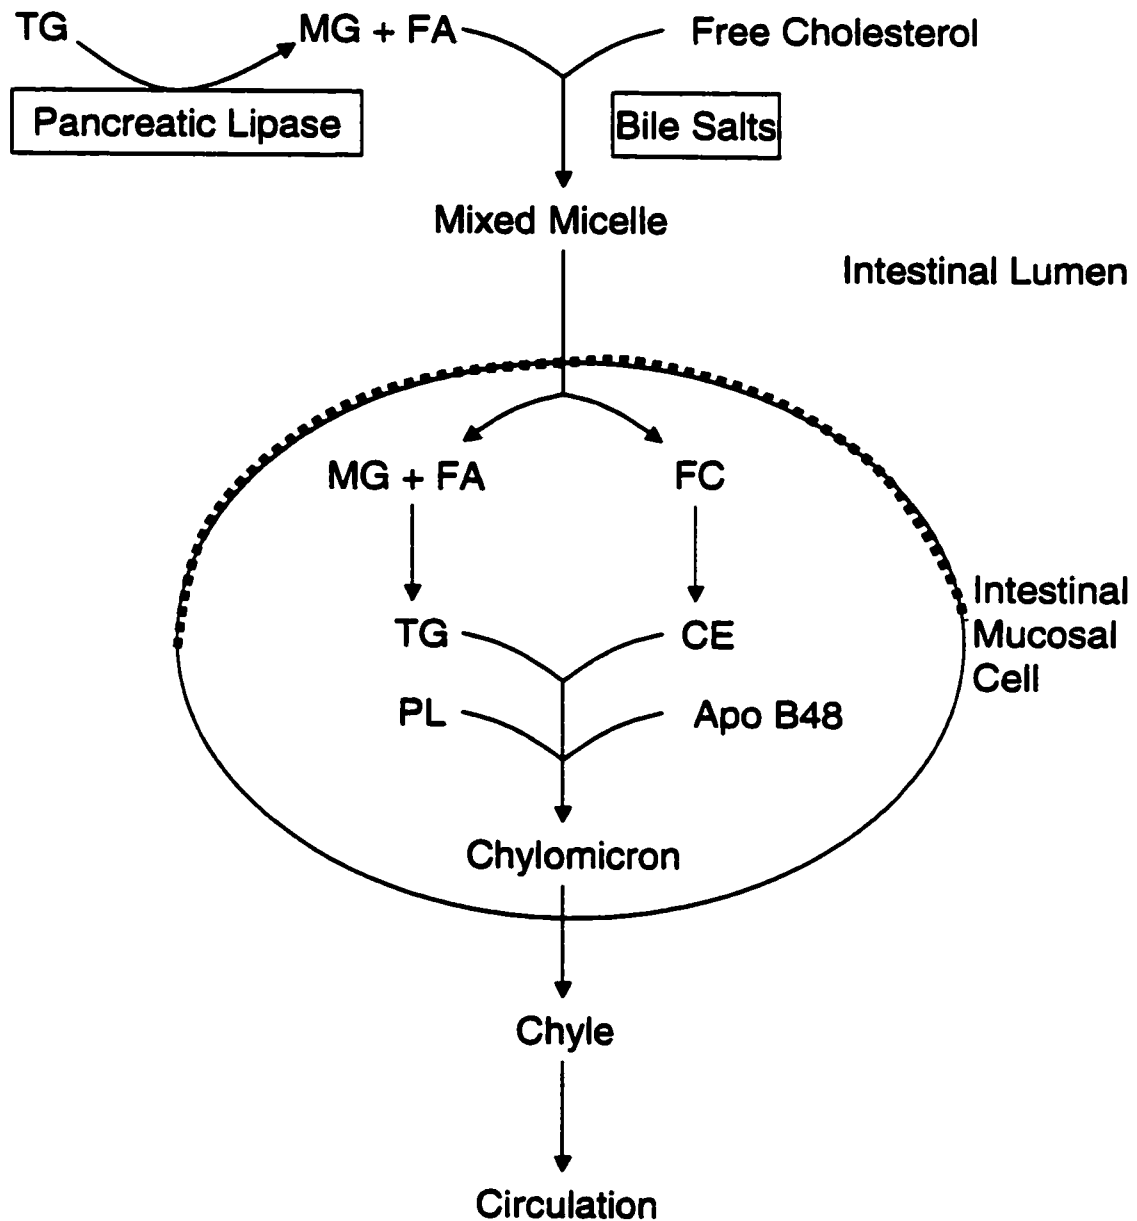 TG
MG + FA
Free Cholesterol
Pancreatic Lipase
Bile Salts
Mixed Micelle
Intestinal Lumen
MG + FA
FC
TG
CE
Intestinal
Mucosal
Cell
PL
Apo B48
Chylomicron
Chyle
Circulation